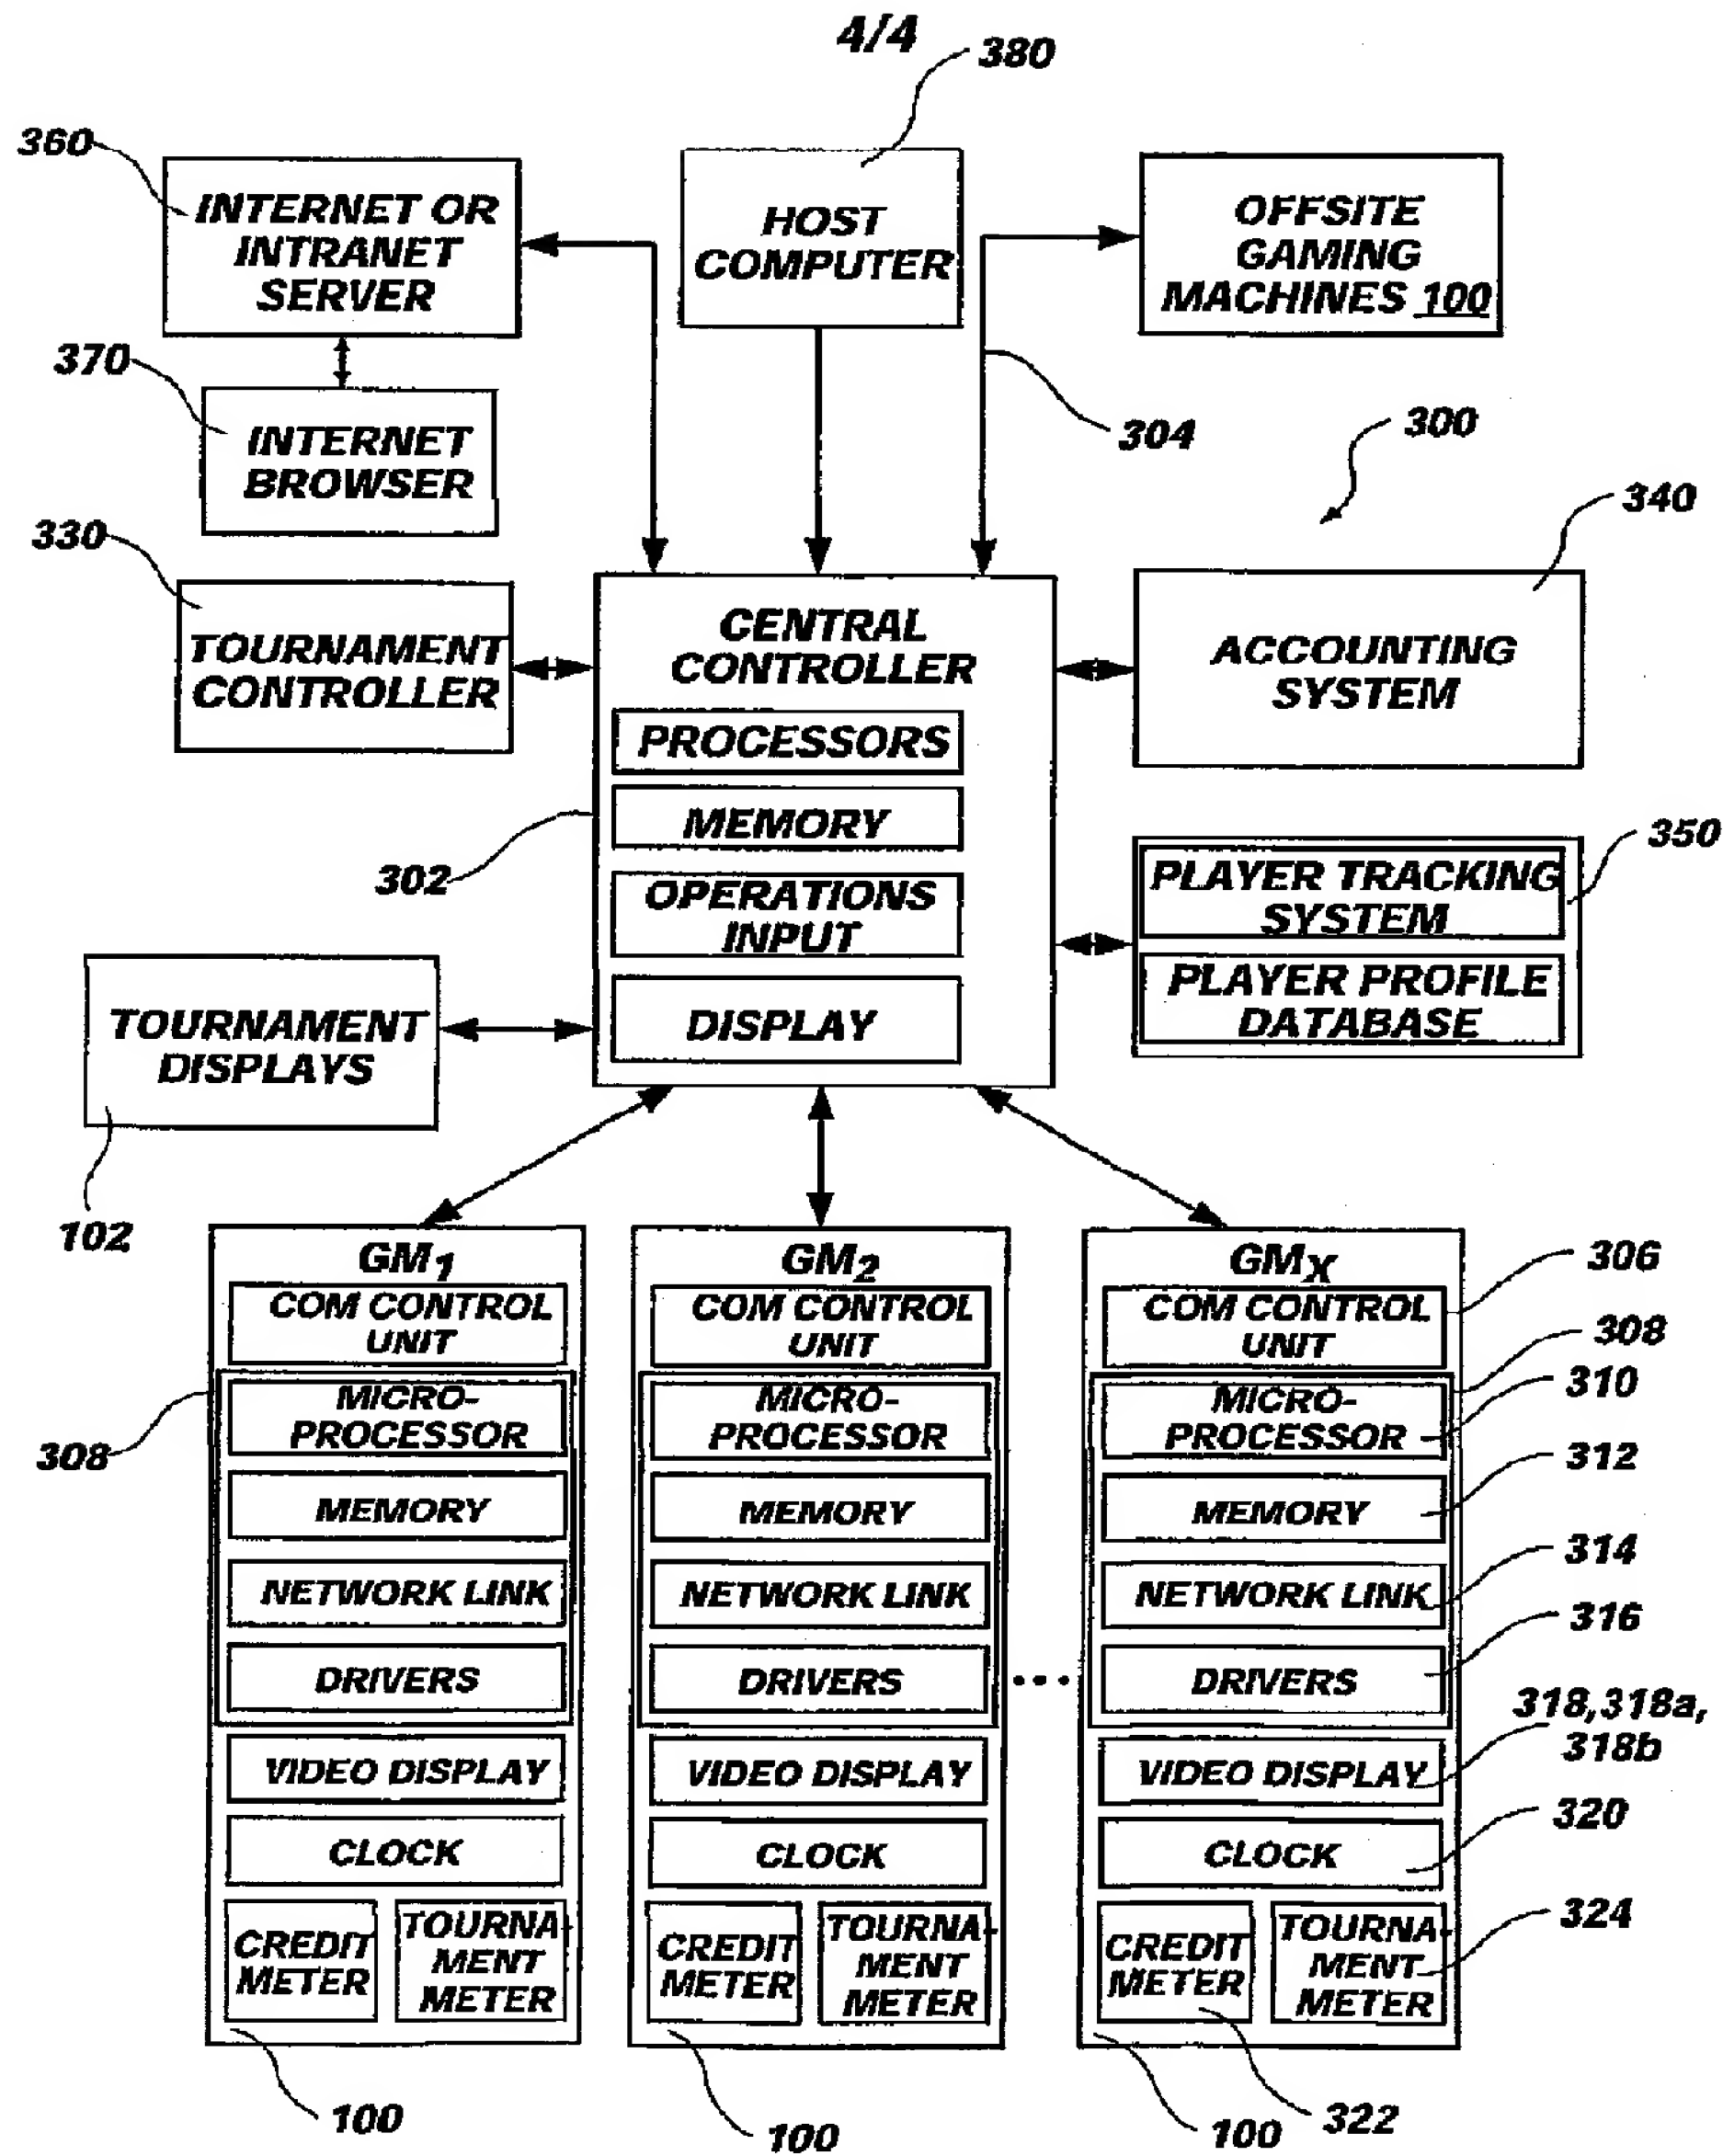 4/4
380
360
INTERNET OR
INTRANET
SERVER
HOST
COMPUTER
OFFSITE
GAMING
MACHINES 100
370
INTERNET
BROWSER
304
300
340
330
TOURNAMENT
CONTROLLER
CENTRAL
CONTROLLER
ACCOUNTING
SYSTEM
PROCESSORS
MEMORY
302
OPERATIONS
INPUT
DISPLAY
350
PLAYER TRACKING
SYSTEM
PLAYER PROFILE
DATABASE
TOURNAMENT
DISPLAYS
102
GM1
COM CONTROL
UNIT
308
MICRO-
PROCESSOR
MEMORY
NETWORK LINK
DRIVERS
VIDEO DISPLAY
CLOCK
CREDIT
METER
TOURNA-
MENT
METER
100
GM2
COM CONTROL
UNIT
MICRO-
PROCESSOR
MEMORY
NETWORK LINK
DRIVERS
VIDEO DISPLAY
CLOCK
CREDIT
METER
TOURNA-
MENT
METER
100
...
GMX
COM CONTROL
UNIT
MICRO-
PROCESSOR
MEMORY
NETWORK LINK
DRIVERS
VIDEO DISPLAY
CLOCK
CREDIT
METER
TOURNA-
MENT
METER
100
306
308
310
312
314
316
318,318a,
318b
320
324
322